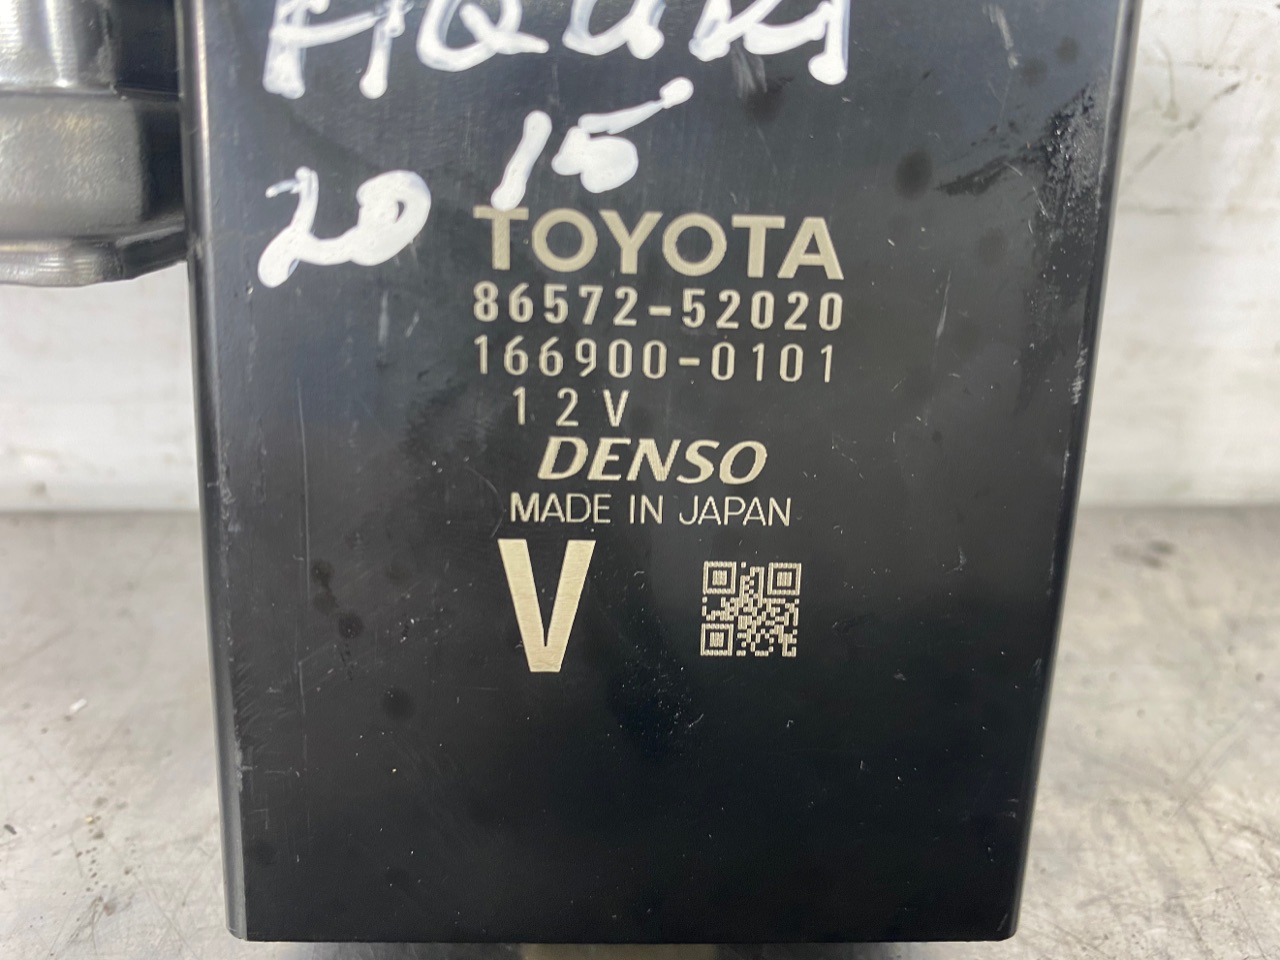 AQUA
15
20
TOYOTA
86572-52020
166900-0101
12V
DENSO
MADE IN JAPAN
V